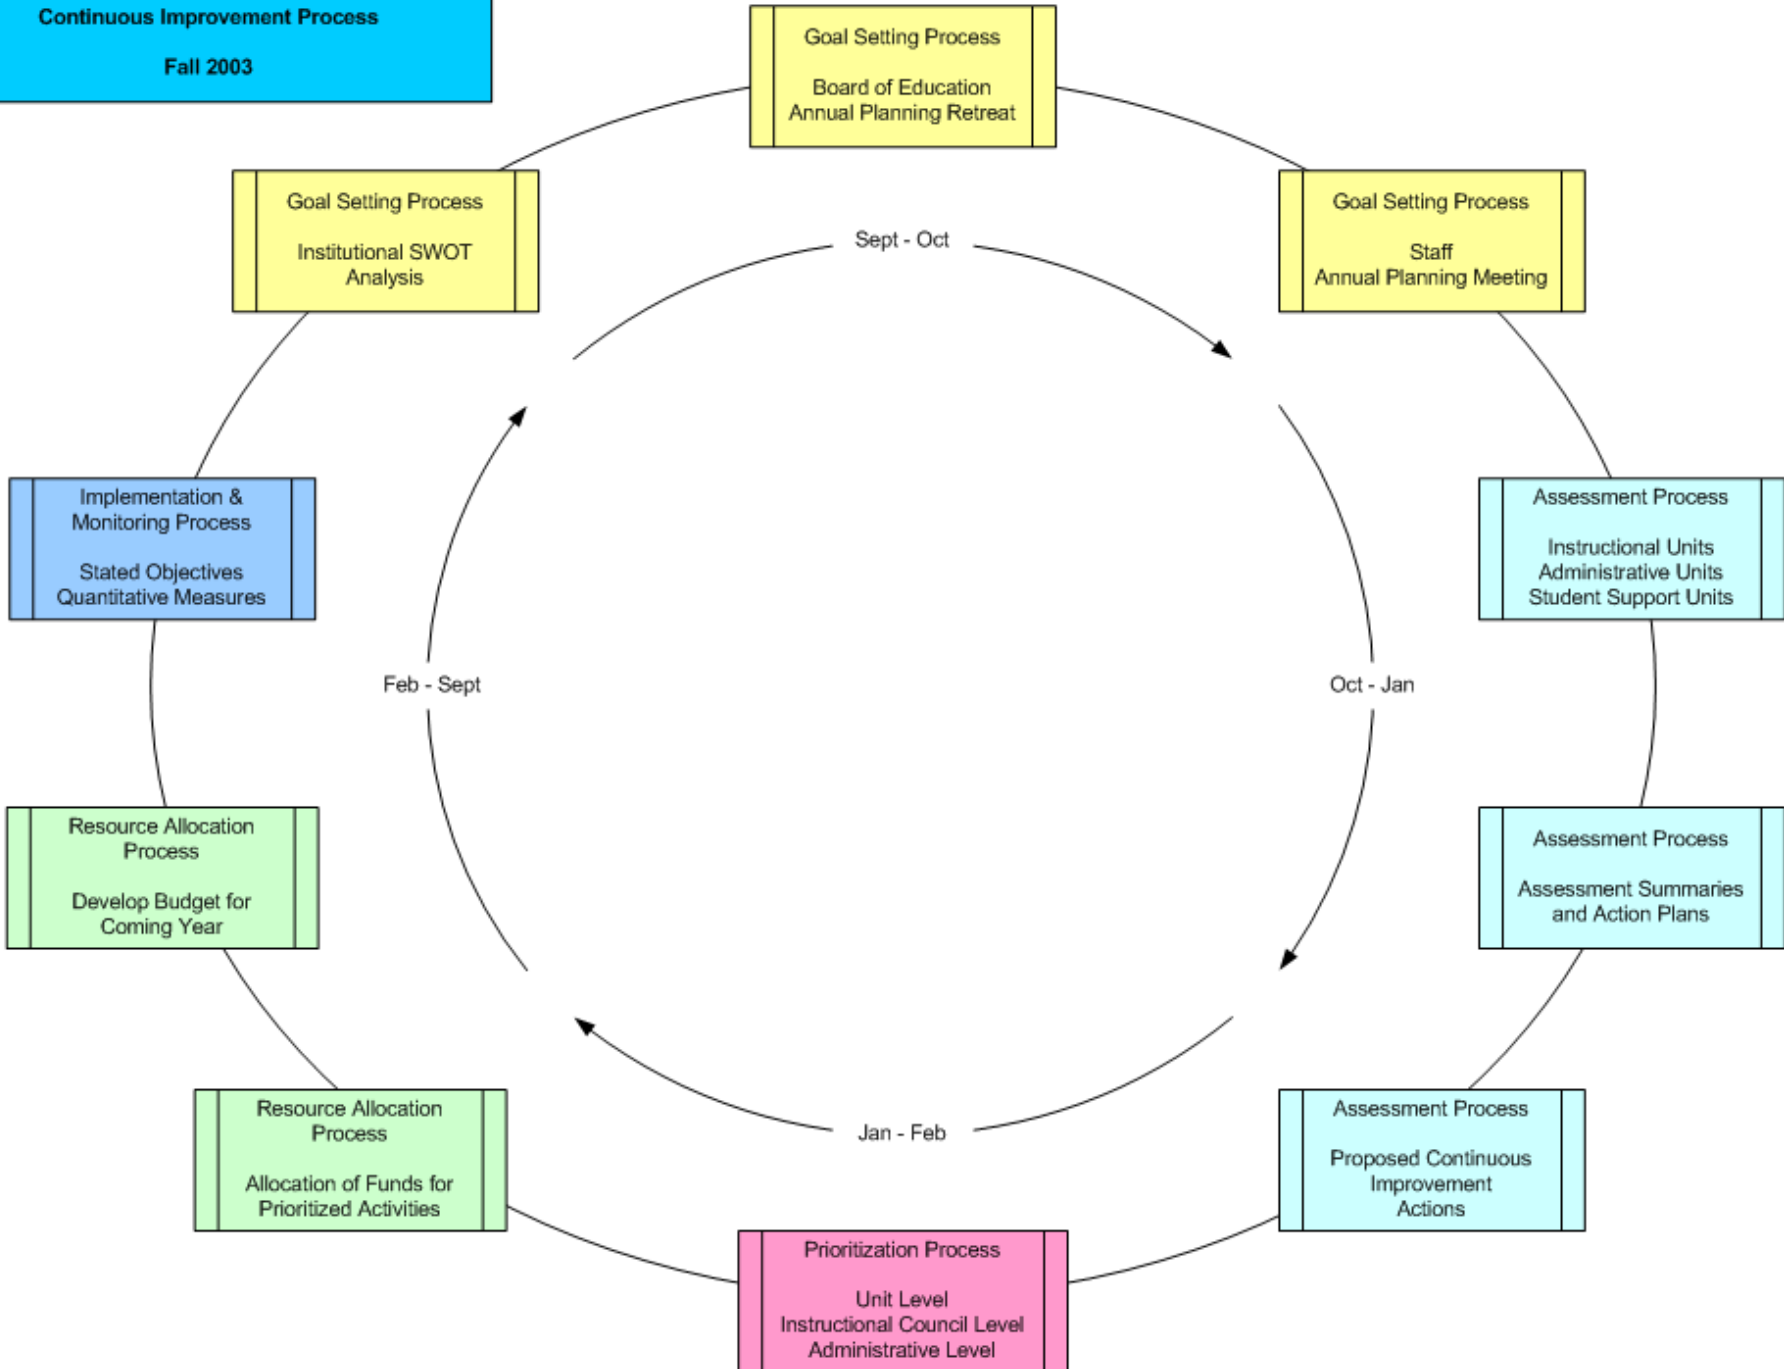 Continuous Improvement Process
Fall 2003
Goal Setting Process
Board of Education
Annual Planning Retreat
Goal Setting Process
Institutional SWOT
Analysis
Goal Setting Process
Staff
Annual Planning Meeting
Sept - Oct
Implementation &
Monitoring Process
Stated Objectives
Quantitative Measures
Assessment Process
Instructional Units
Administrative Units
Student Support Units
Feb - Sept
Oct - Jan
Resource Allocation
Process
Develop Budget for
Coming Year
Assessment Process
Assessment Summaries
and Action Plans
Resource Allocation
Process
Allocation of Funds for
Prioritized Activities
Jan - Feb
Assessment Process
Proposed Continuous
Improvement
Actions
Prioritization Process
Unit Level
Instructional Council Level
Administrative Level